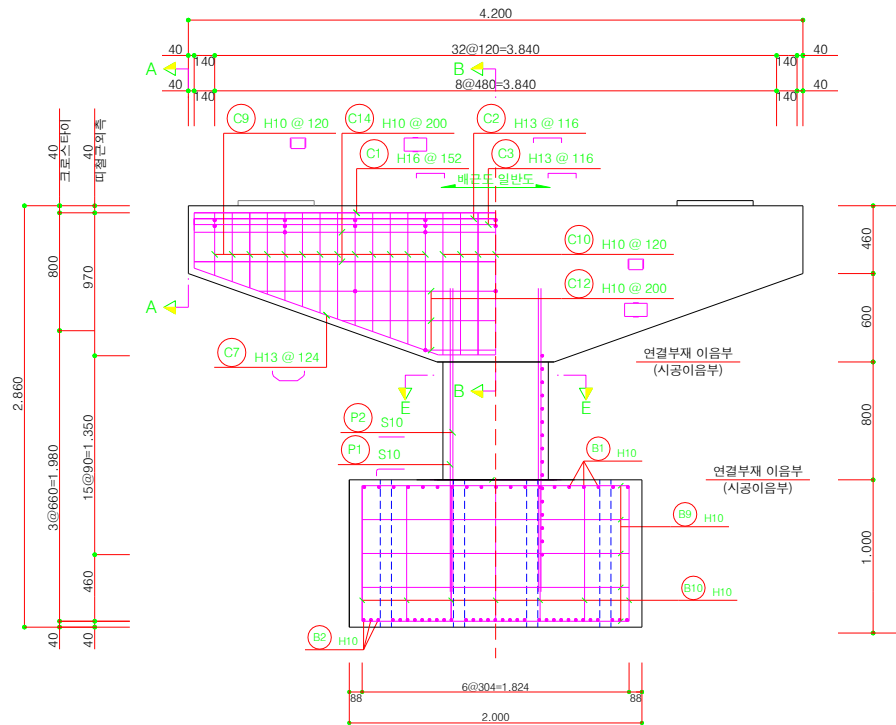 4.200
40
32@120=3.840
40
140
140
A
B
40
8@480=3.840
40
140
140
C9 H10 @ 120
C14 H10 @ 200
C2 H13 @ 116
C1 H16 @ 152
C3 H13 @ 116
배근도 일반도
40
크로스타이
40
띠철근외측
800
970
2.860
3@660=1.980
15@90=1.350
460
40
40
C10 H10 @ 120
C12 H10 @ 200
A
C7 H13 @ 124
460
600
800
1.000
연결부재 이음부
(시공이음부)
B
E
E
P2 S10
P1 S10
B1 H10
연결부재 이음부
(시공이음부)
B9 H10
B10 H10
B2 H10
6@304=1.824
88
88
2.000